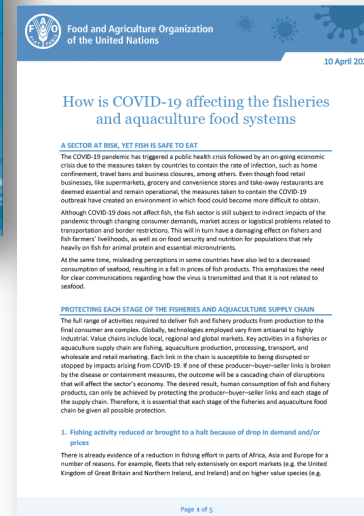 FAO
FIAT PANIS
Food and Agriculture Organization
of the United Nations
10 April 202
How is COVID-19 affecting the fisheries
and aquaculture food systems
A SECTOR AT RISK, YET FISH IS SAFE TO EAT
The COVID-19 pandemic has triggered a public health crisis followed by an on-going economic
crisis due to the measures taken by countries to contain the rate of infection, such as home
confinement, travel bans and business closures, among others. Even though food retail
businesses, like supermarkets, grocery and convenience stores and take-away restaurants are
deemed essential and remain operational, the measures taken to contain the COVID-19
outbreak have created an environment in which food could become more difficult to obtain.
Although COVID-19 does not affect fish, the fish sector is still subject to indirect impacts of the
pandemic through changing consumer demands, market access or logistical problems related to
transportation and border restrictions. This will in turn have a damaging effect on fishers and
fish farmers' livelihoods, as well as on food security and nutrition for populations that rely
heavily on fish for animal protein and essential micronutrients.
At the same time, misleading perceptions in some countries have also led to a decreased
consumption of seafood, resulting in a fall in prices of fish products. This emphasizes the need
for clear communications regarding how the virus is transmitted and that it is not related to
seafood.
PROTECTING EACH STAGE OF THE FISHERIES AND AQUACULTURE SUPPLY CHAIN
The full range of activities required to deliver fish and fishery products from production to the
final consumer are complex. Globally, technologies employed vary from artisanal to highly
industrial. Value chains include local, regional and global markets. Key activities in a fisheries or
aquaculture supply chain are fishing, aquaculture production, processing, transport, and
wholesale and retail marketing. Each link in the chain is susceptible to being disrupted or
stopped by impacts arising from COVID-19. If one of these producer–buyer–seller links is broken
by the disease or containment measures, the outcome will be a cascading chain of disruptions
that will affect the sector's economy. The desired result, human consumption of fish and fishery
products, can only be achieved by protecting the producer–buyer–seller links and each stage of
the supply chain. Therefore, it is essential that each stage of the fisheries and aquaculture food
chain be given all possible protection.
1. Fishing activity reduced or brought to a halt because of drop in demand and/or
prices
There is already evidence of a reduction in fishing effort in parts of Africa, Asia and Europe for a
number of reasons. For example, fleets that rely extensively on export markets (e.g. the United
Kingdom of Great Britain and Northern Ireland, and Ireland) and on higher value species (e.g.
Page 1 of 5